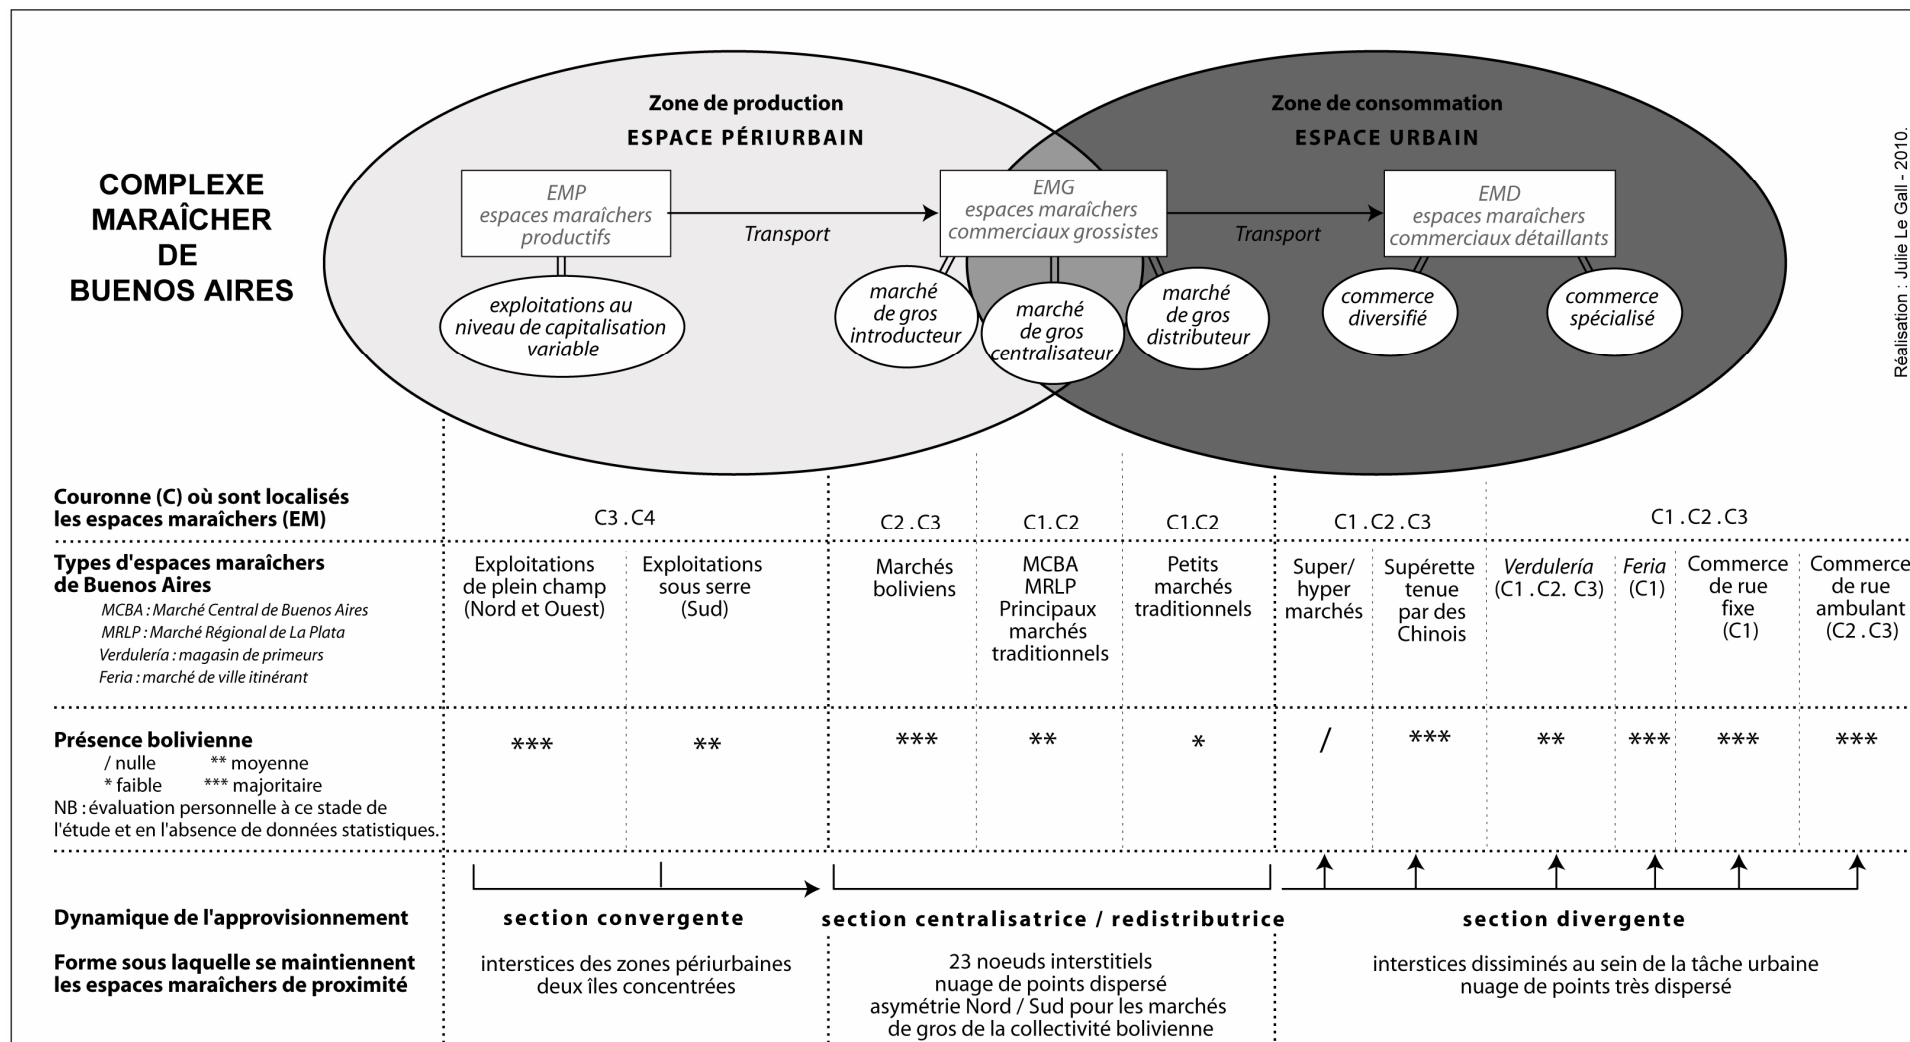 COMPLEXE
MARAÎCHER
DE
BUENOS AIRES
Zone de production
ESPACE PÉRIURBAIN
Zone de consommation
ESPACE URBAIN
EMP
espaces maraîchers
productifs
Transport
EMG
espaces maraîchers
commerciaux grossistes
Transport
EMD
espaces maraîchers
commerciaux détaillants
exploitations au
niveau de capitalisation
variable
marché
de gros
introducteur
marché
de gros
centralisateur
marché
de gros
distributeur
commerce
diversifié
commerce
spécialisé
Réalisation : Julie Le Gall - 2010.
Couronne (C) où sont localisés
les espaces maraîchers (EM)
C3 . C4
C2 . C3
C1. C2
C1.C2
C1 . C2 . C3
C1 . C2 . C3
Types d'espaces maraîchers
de Buenos Aires
MCBA : Marché Central de Buenos Aires
MRLP : Marché Régional de La Plata
Verdulería : magasin de primeurs
Feria : marché de ville itinérant
Exploitations
de plein champ
(Nord et Ouest)
Exploitations
sous serre
(Sud)
Marchés
boliviens
MCBA
MRLP
Principaux
marchés
traditionnels
Petits
marchés
traditionnels
Super/
hyper
marchés
Supérette
tenue
par des
Chinois
Verdulería
(C1 . C2. C3)
Feria
(C1)
Commerce
de rue
fixe
(C1)
Commerce
de rue
ambulant
(C2 . C3)
Présence bolivienne
/ nulle ** moyenne
* faible *** majoritaire
NB : évaluation personnelle à ce stade de
l'étude et en l'absence de données statistiques.
*** ** *** ** * / *** ** *** *** ***
Dynamique de l'approvisionnement
section convergente
section centralisatrice / redistributrice
section divergente
Forme sous laquelle se maintiennent
les espaces maraîchers de proximité
interstices des zones périurbaines
deux îles concentrées
23 noeuds interstitiels
nuage de points dispersé
asymétrie Nord / Sud pour les marchés
de gros de la collectivité bolivienne
interstices dissiminés au sein de la tâche urbaine
nuage de points très dispersé